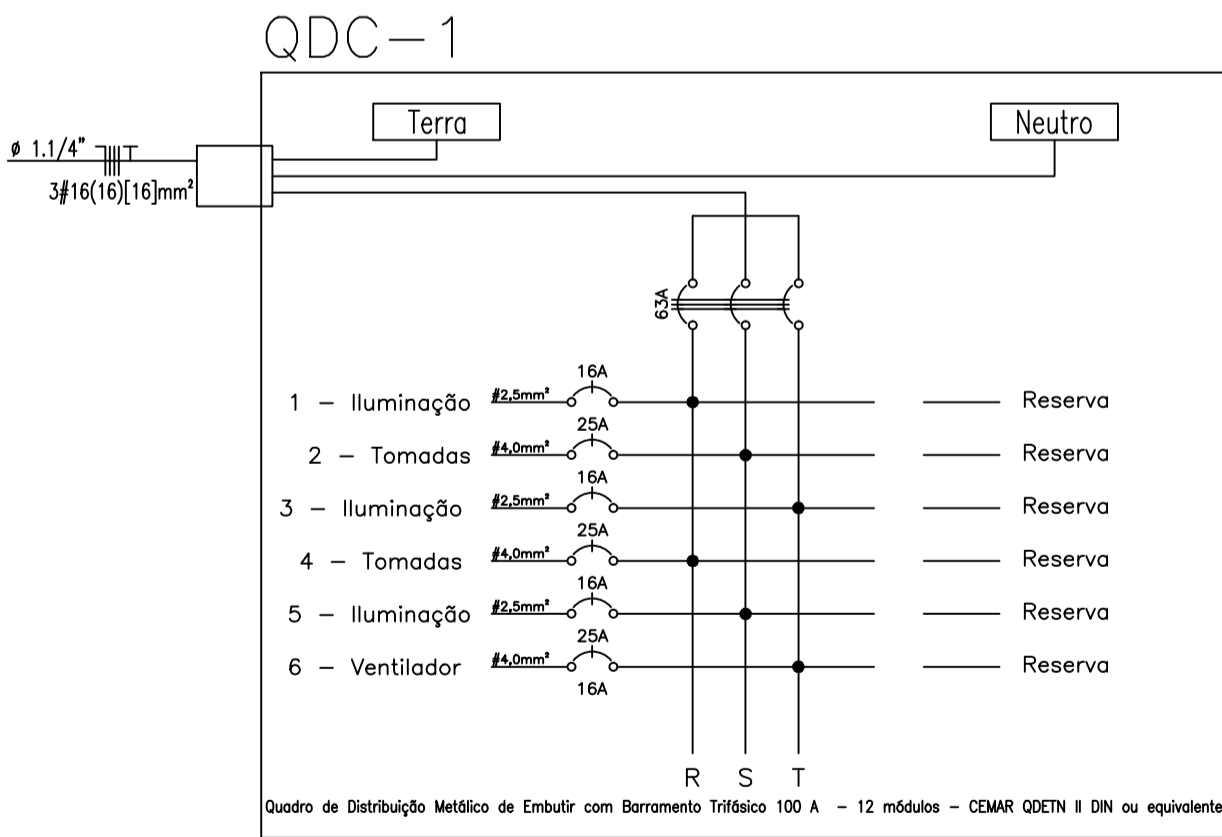 QDC-1
Terra
Neutro
ø 1.1/4"
T
3#16(16)[16]mm²
63A
16A
1 - Iluminação #2,5mm² Reserva
25A
2 - Tomadas #4,0mm² Reserva
16A
3 - Iluminação #2,5mm² Reserva
25A
4 - Tomadas #4,0mm² Reserva
16A
5 - Iluminação #2,5mm² Reserva
25A
6 - Ventilador #4,0mm² Reserva
16A
R S T
Quadro de Distribuição Metálico de Embutir com Barramento Trifásico 100 A - 12 módulos - CEMAR QDETN II DIN ou equivalente